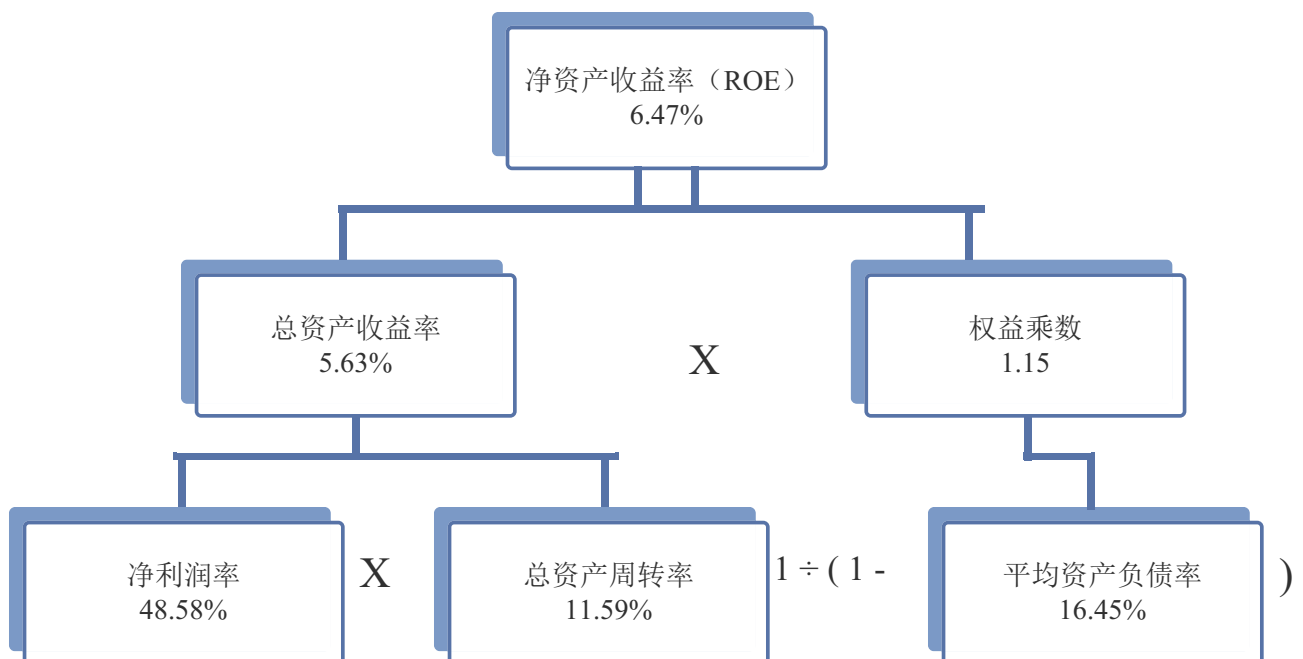 净资产收益率（ROE）
6.47%
总资产收益率
5.63%
X
权益乘数
1.15
净利润率
48.58%
X
总资产周转率
11.59%
1 ÷ ( 1 -
平均资产负债率
16.45%
)